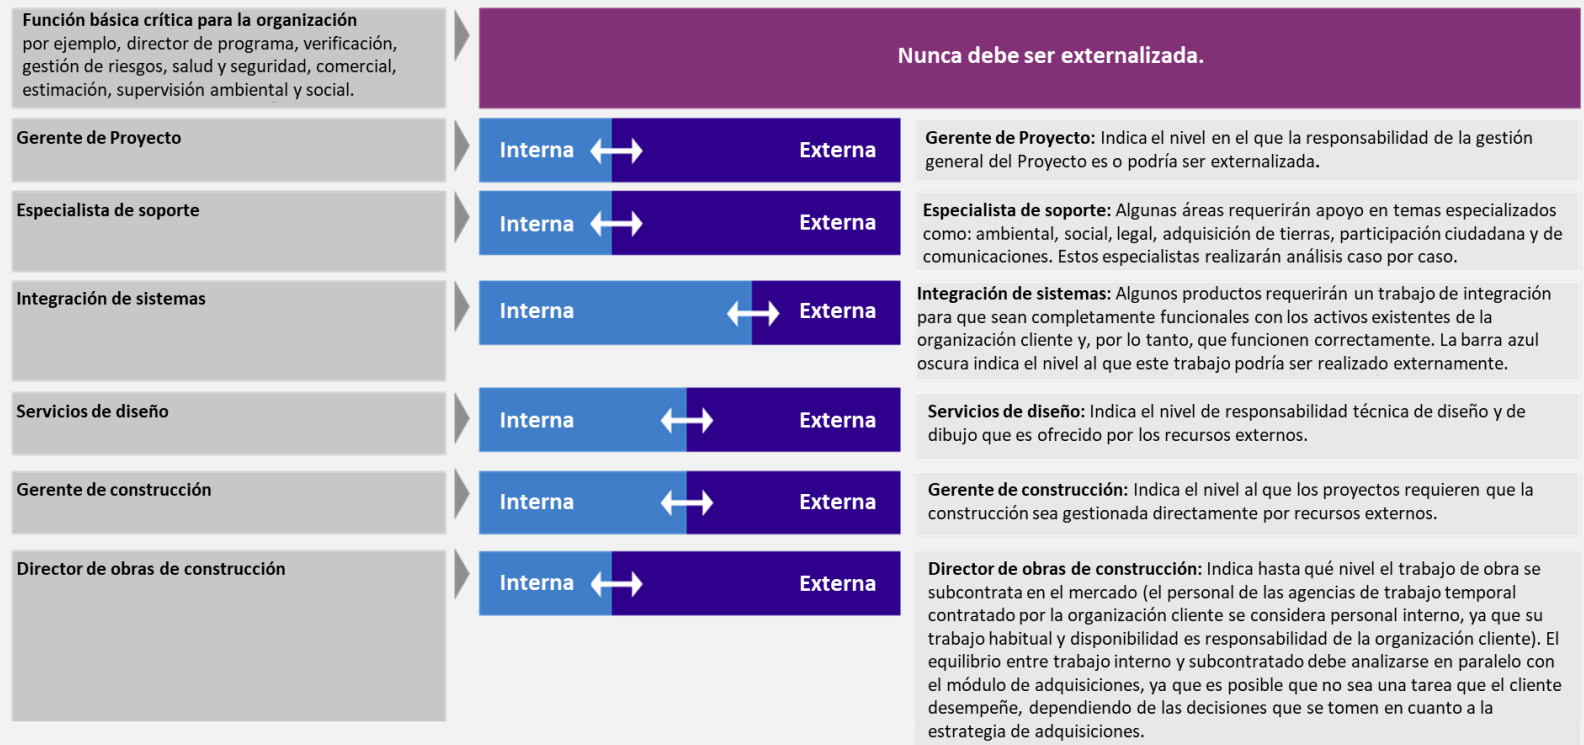 Función básica crítica para la organización
por ejemplo, director de programa, verificación,
gestión de riesgos, salud y seguridad, comercial,
estimación, supervisión ambiental y social.
Nunca debe ser externalizada.
Gerente de Proyecto
Interna
Externa
Gerente de Proyecto: Indica el nivel en el que la responsabilidad de la gestión
general del Proyecto es o podría ser externalizada.
Especialista de soporte
Interna
Externa
Especialista de soporte: Algunas áreas requerirán apoyo en temas especializados
como: ambiental, social, legal, adquisición de tierras, participación ciudadana y de
comunicaciones. Estos especialistas realizarán análisis caso por caso.
Integración de sistemas
Interna
Externa
Integración de sistemas: Algunos productos requerirán un trabajo de integración
para que sean completamente funcionales con los activos existentes de la
organización cliente y, por lo tanto, que funcionen correctamente. La barra azul
oscura indica el nivel al que este trabajo podría ser realizado externamente.
Servicios de diseño
Interna
Externa
Servicios de diseño: Indica el nivel de responsabilidad técnica de diseño y de
dibujo que es ofrecido por los recursos externos.
Gerente de construcción
Interna
Externa
Gerente de construcción: Indica el nivel al que los proyectos requieren que la
construcción sea gestionada directamente por recursos externos.
Director de obras de construcción
Interna
Externa
Director de obras de construcción: Indica hasta qué nivel el trabajo de obra se
subcontrata en el mercado (el personal de las agencias de trabajo temporal
contratado por la organización cliente se considera personal interno, ya que su
trabajo habitual y disponibilidad es responsabilidad de la organización cliente). El
equilibrio entre trabajo interno y subcontratado debe analizarse en paralelo con
el módulo de adquisiciones, ya que es posible que no sea una tarea que el cliente
desempeñe, dependiendo de las decisiones que se tomen en cuanto a la
estrategia de adquisiciones.